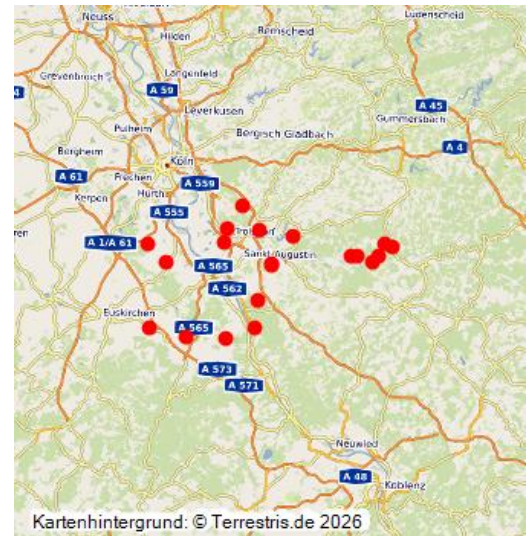 Neuss
Hilden
Remscheid
Lüdenscheid
Grevenbroich
Langenfeld
A 59
Leverkusen
A 45
Gummersbach
Pulheim
Bergisch Gladbach
A 4
Bergheim
Köln
A 61
Frechen
A 559
Kerpen
Hürth
A 555
A 1/A 61
Sankt Augustin
A 565
A 562
Euskirchen
A 565
A 573
A 571
Neuwied
A 48
Koblenz
Kartenhintergrund: © Terrestris.de 2026